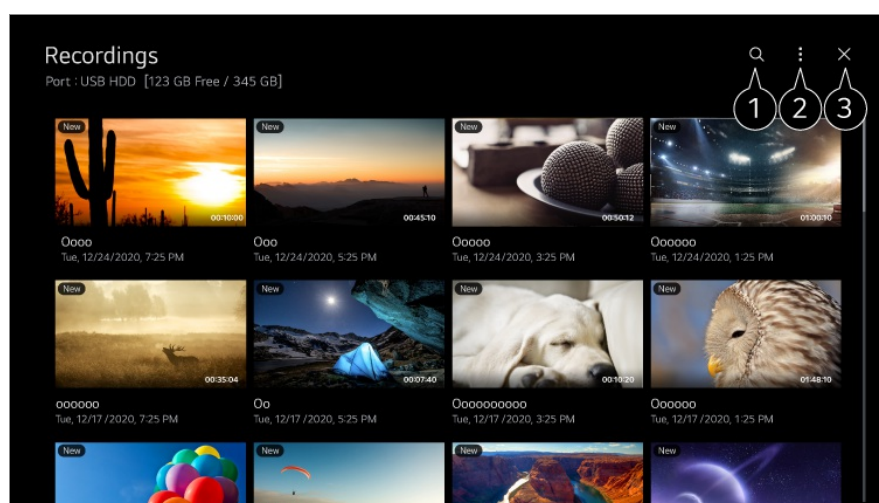 Recordings
Port : USB HDD [123 GB Free / 345 GB]
1 2 3
New New New New
00:10:00 00:45:10 00:50:12 01:00:10
Oooo Ooo Ooooo Oooooo
Tue, 12/24/2020, 7:25 PM Tue, 12/24/2020, 5:25 PM Tue, 12/24/2020, 3:25 PM Tue, 12/24/2020, 1:25 PM
New New New New
00:35:04 00:07:40 00:10:20 01:48:10
oooooo Oo Oooooooooo Oooooo
Tue, 12/17 /2020, 7:25 PM Tue, 12/17 /2020, 5:25 PM Tue, 12/17 /2020, 3:25 PM Tue, 12/17 /2020, 1:25 PM
New New New New